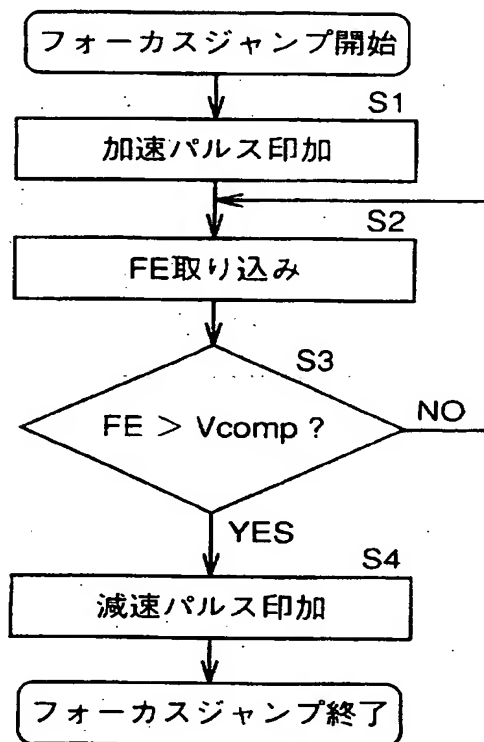 フォーカスジャンプ開始
S1
加速パルス印加
S2
FE取り込み
S3
FE > Vcomp ?
NO
YES
S4
減速パルス印加
フォーカスジャンプ終了